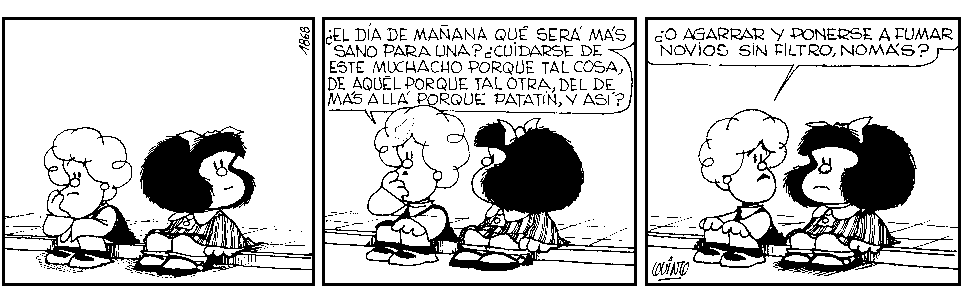 1868
¿EL DÍA DE MAÑANA QUÉ SERÁ MÁS
SANO PARA UNA? ¿CUIDARSE DE
ESTE MUCHACHO PORQUE TAL COSA,
DE AQUÉL PORQUE TAL OTRA, DEL DE
MÁS ALLÁ PORQUE PATATÍN, Y ASÍ?
¿O AGARRAR Y PONERSE A FUMAR
NOVIOS SIN FILTRO, NOMÁS?
QUINO